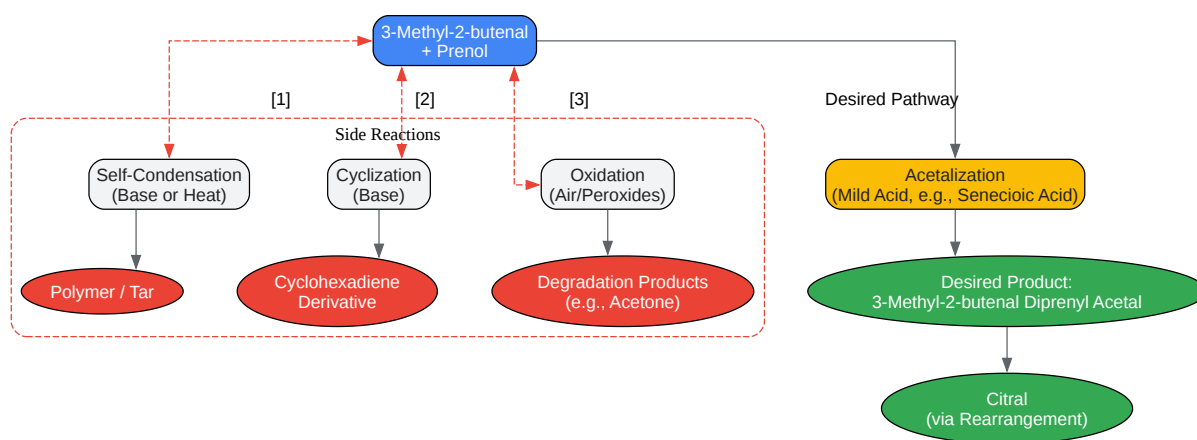 3-Methyl-2-butenal
+ Prenol
[1]
[2]
[3]
Desired Pathway
Side Reactions
Self-Condensation
(Base or Heat)
Cyclization
(Base)
Oxidation
(Air/Peroxides)
Acetalization
(Mild Acid, e.g., Senecioic Acid)
Polymer / Tar
Cyclohexadiene
Derivative
Degradation Products
(e.g., Acetone)
Desired Product:
3-Methyl-2-butenal Diprenyl Acetal
Citral
(via Rearrangement)